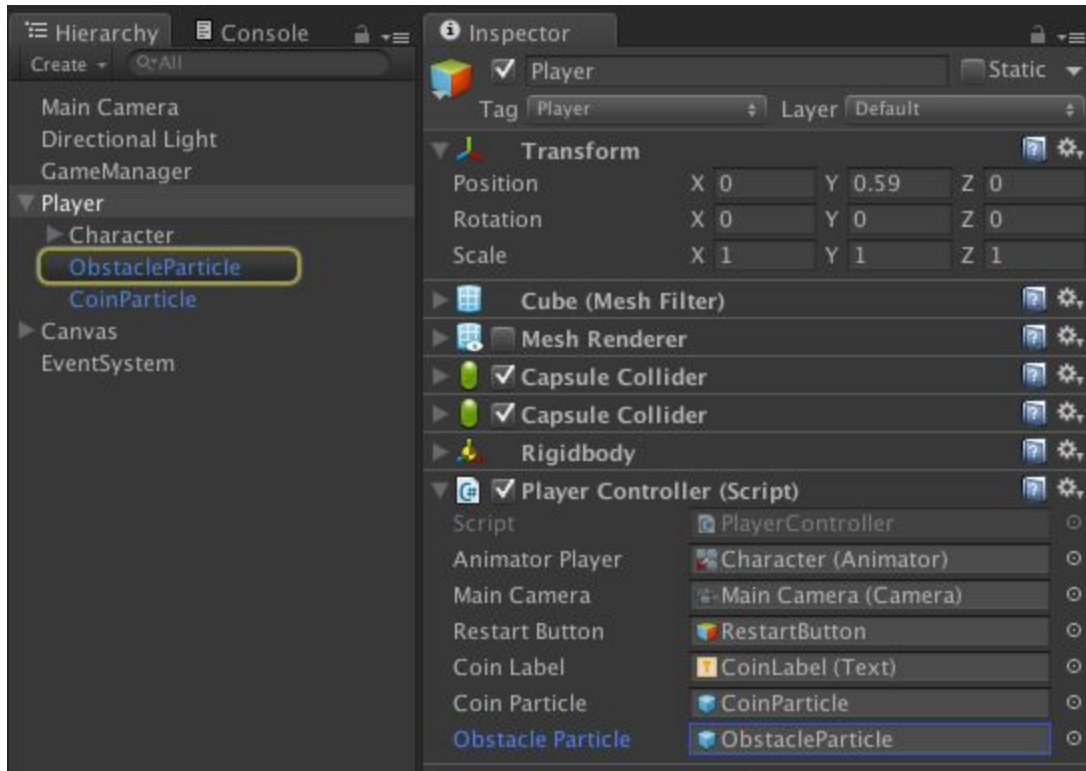 Hierarchy
Console
Create
All
Main Camera
Directional Light
GameManager
Player
Character
ObstacleParticle
CoinParticle
Canvas
EventSystem
Inspector
Player
Static
Tag Player Layer Default
Transform
Position X 0 Y 0.59 Z 0
Rotation X 0 Y 0 Z 0
Scale X 1 Y 1 Z 1
Cube (Mesh Filter)
Mesh Renderer
Capsule Collider
Capsule Collider
Rigidbody
Player Controller (Script)
Script PlayerController
Animator Player Character (Animator)
Main Camera Main Camera (Camera)
Restart Button RestartButton
Coin Label CoinLabel (Text)
Coin Particle CoinParticle
Obstacle Particle ObstacleParticle